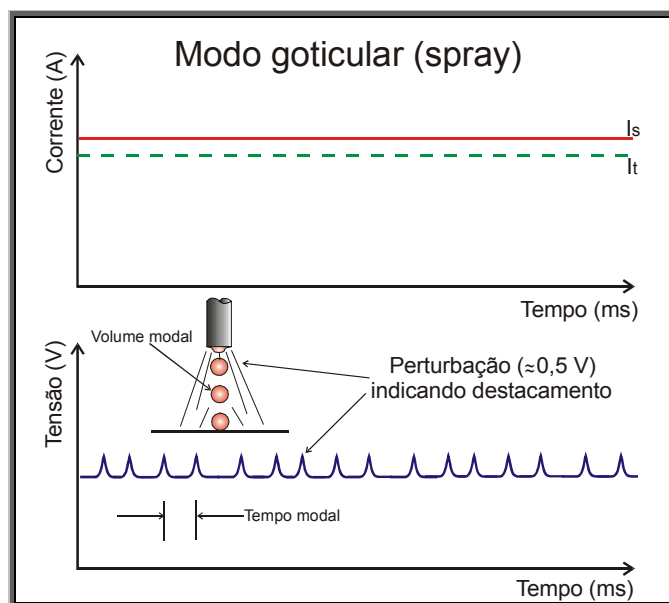 Modo goticular (spray)
Corrente (A)
Is
It
Tempo (ms)
Tensão (V)
Volume modal
Perturbação (≈0,5 V)
indicando destacamento
Tempo modal
Tempo (ms)